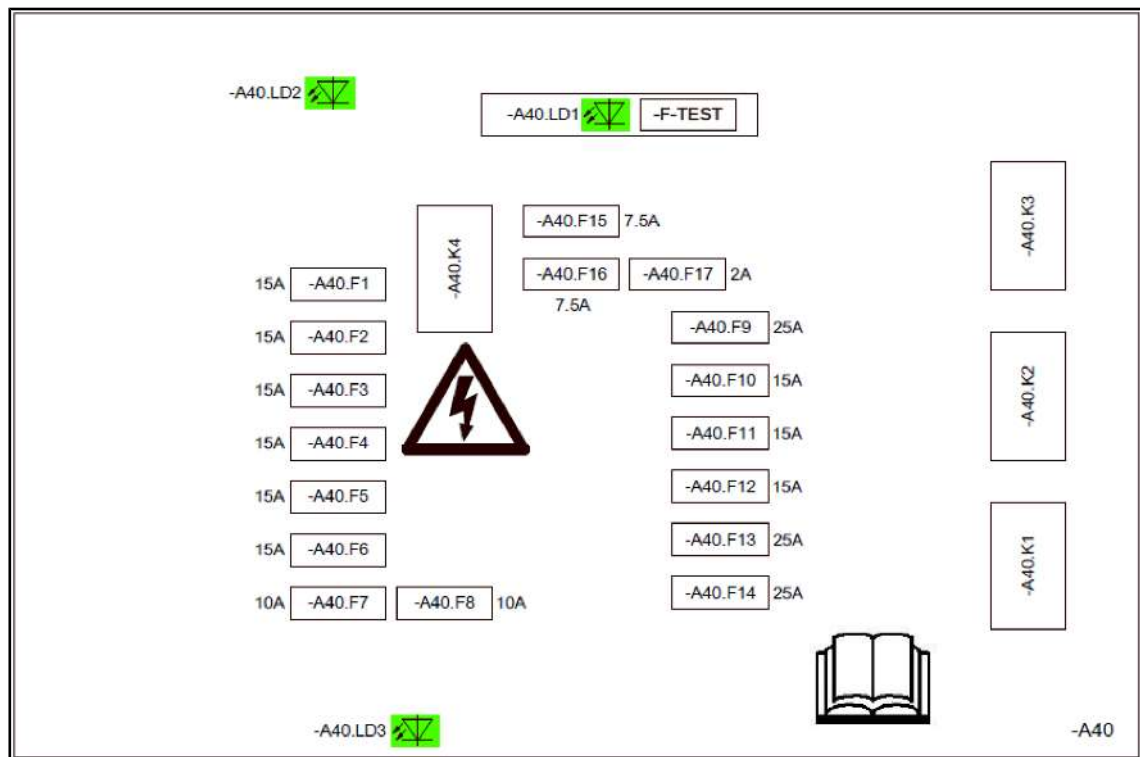 -A40.LD2
-A40.LD1 -F-TEST
-A40.K3
-A40.K4
-A40.F15 7.5A
-A40.F16 -A40.F17 2A
7.5A
15A -A40.F1
-A40.F9 25A
15A -A40.F2
-A40.K2
-A40.F10 15A
15A -A40.F3
-A40.F11 15A
15A -A40.F4
-A40.F12 15A
15A -A40.F5
-A40.F13 25A
15A -A40.F6
-A40.K1
-A40.F14 25A
10A -A40.F7 -A40.F8 10A
-A40.LD3
-A40